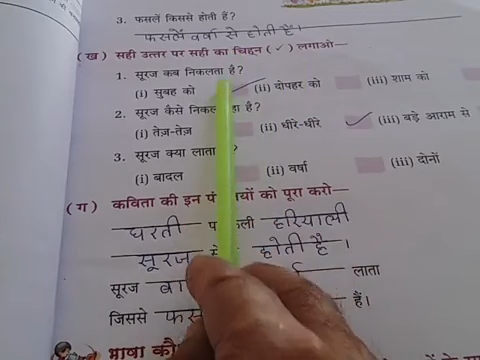 3. फसलें किससे होती हैं?
फसलें वर्षा से होती हैं।
(ख) सही उत्तर पर सही का चिह्न (✓) लगाओ—
1. सूरज कब निकलता है?
(i) सुबह को ✓ (ii) दोपहर को (iii) शाम को
2. सूरज कैसे निकल हा है?
(i) तेज़-तेज़ (ii) धीरे-धीरे ✓ (iii) बड़े आराम से
3. सूरज क्या लाता ?
(i) बादल (ii) वर्षा (iii) दोनों
(ग) कविता की इन पं यों को पूरा करो—
धरती प ली हरियाली
सूरज होती है।
सूरज लाता
जिससे फस हैं।
भाषा कौ